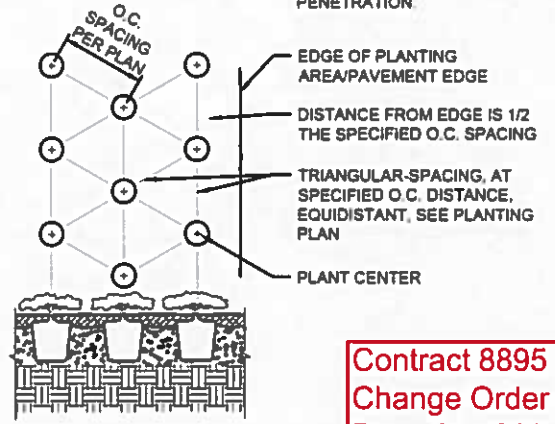 PENETRATION
O.C.
SPACING
PER PLAN
EDGE OF PLANTING
AREA/PAVEMENT EDGE
DISTANCE FROM EDGE IS 1/2
THE SPECIFIED O.C. SPACING
TRIANGULAR-SPACING, AT
SPECIFIED O.C. DISTANCE,
EQUIDISTANT, SEE PLANTING
PLAN
PLANT CENTER
Contract 8895
Change Order